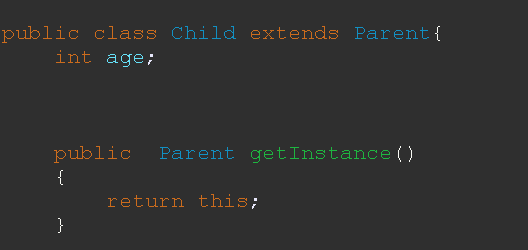 public class Child extends Parent{
int age;
public Parent getInstance()
{
return this;
}